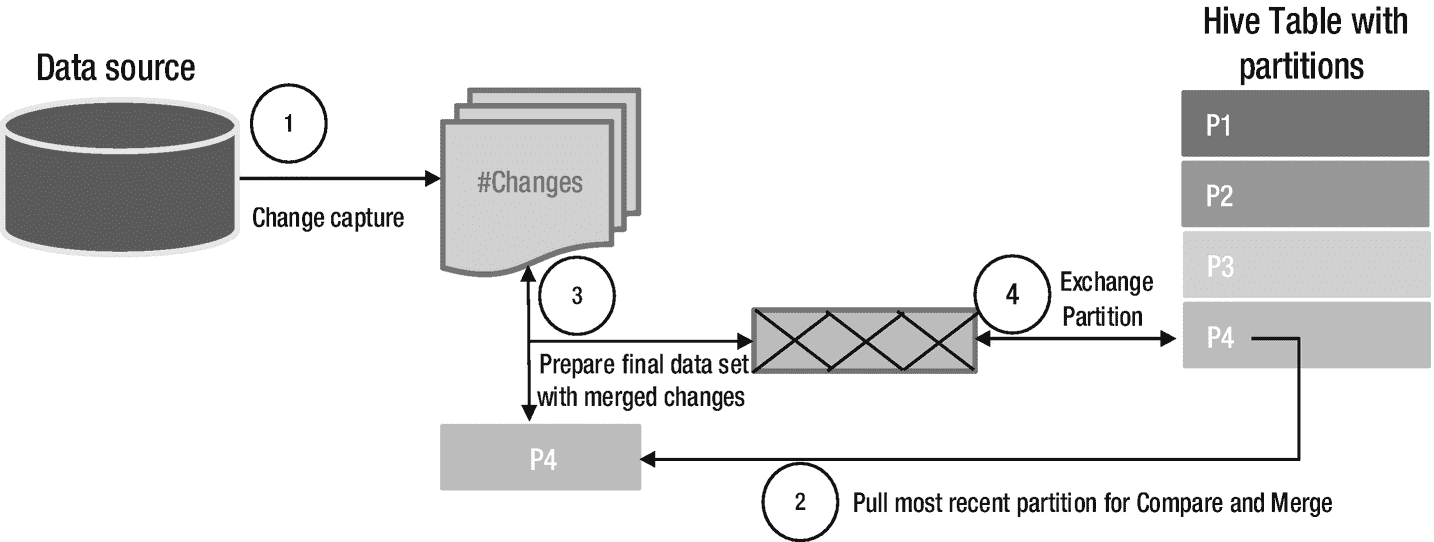 Data source
1
Change capture
#Changes
3
Prepare final data set
with merged changes
P4
2
Pull most recent partition for Compare and Merge
4
Exchange
Partition
Hive Table with
partitions
P1
P2
P3
P4